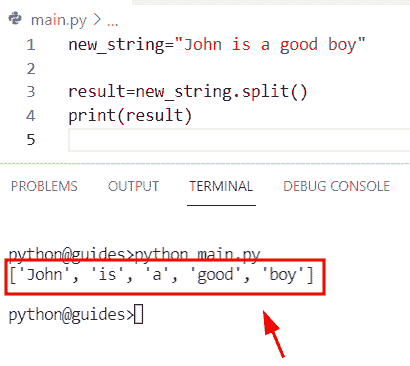 main.py > ...
1 new_string="John is a good boy"
2
3 result=new_string.split()
4 print(result)
5
PROBLEMS OUTPUT TERMINAL DEBUG CONSOLE
python@guides>python main.py
['John', 'is', 'a', 'good', 'boy']
python@guides>